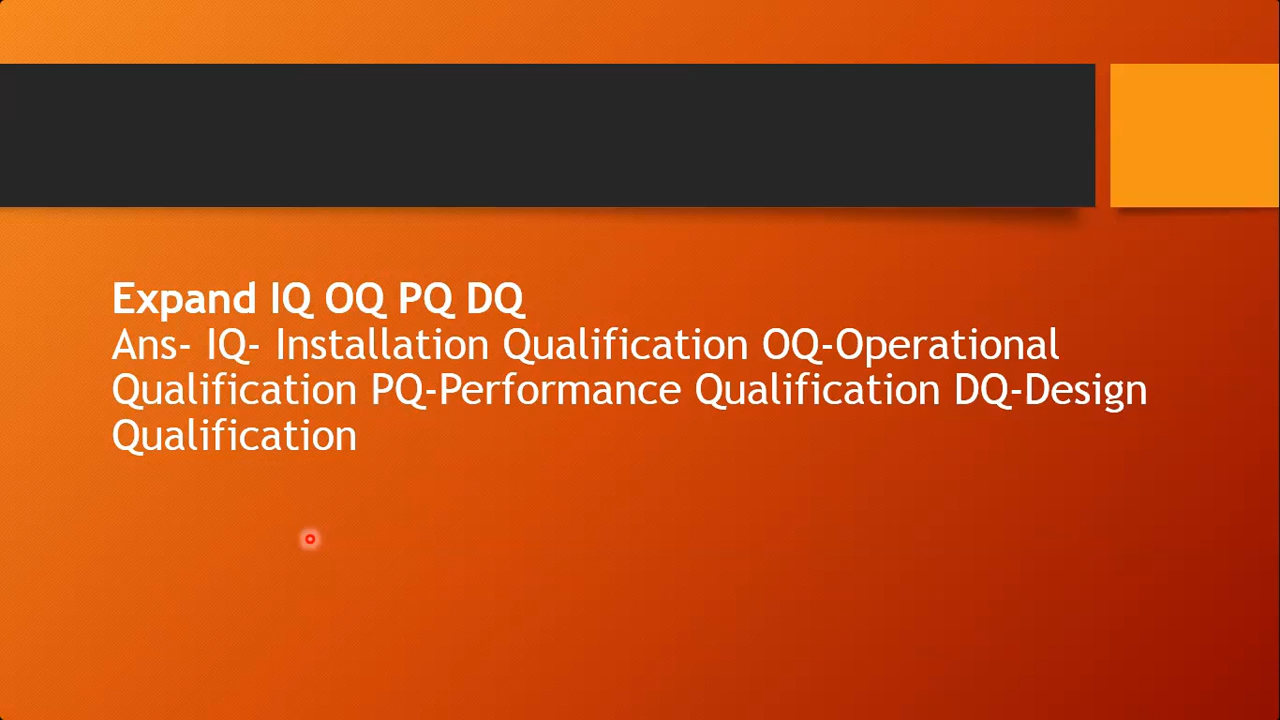 Expand IQ OQ PQ DQ
Ans- IQ- Installation Qualification OQ-Operational
Qualification PQ-Performance Qualification DQ-Design
Qualification